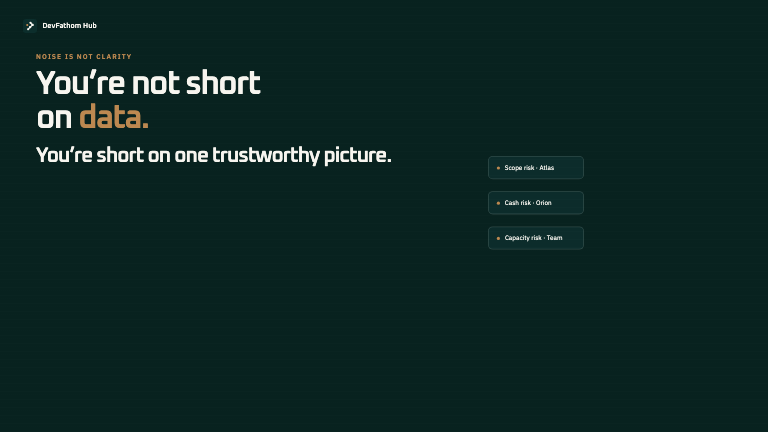 DevFathom Hub
NOISE IS NOT CLARITY
You're not short
on data.
You're short on one trustworthy picture.
Scope risk · Atlas
Cash risk · Orion
Capacity risk · Team